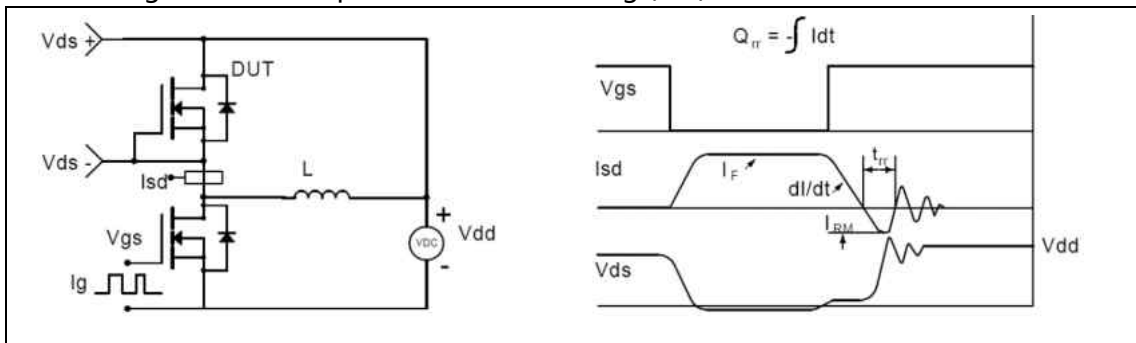 Vds +
DUT
Vds -
Isd
L
Vgs
Ig
+
VDC
-
Vdd
Qrr = -∫ Idt
Vgs
Isd
IF
dI/dt
trr
IRM
Vdd
Vds